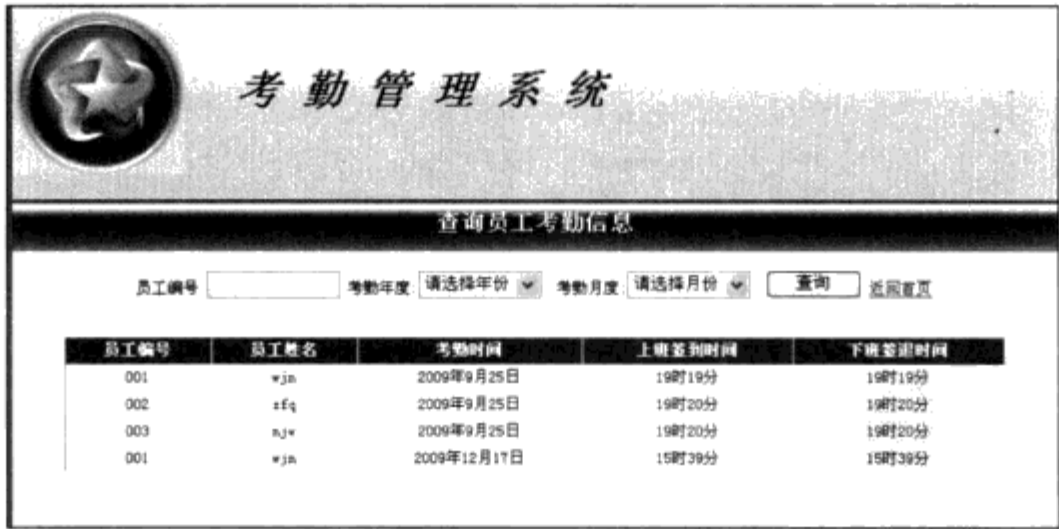 考勤管理系统
查询员工考勤信息
员工编号 考勤年度: 请选择年份 考勤月度: 请选择月份 查询 返回首页
员工编号 员工姓名 考勤时间 上班签到时间 下班签退时间
001 wjm 2009年9月25日 19时19分 19时19分
002 zfq 2009年9月25日 19时20分 19时20分
003 mjw 2009年9月25日 19时20分 19时20分
001 wjm 2009年12月17日 15时39分 15时39分